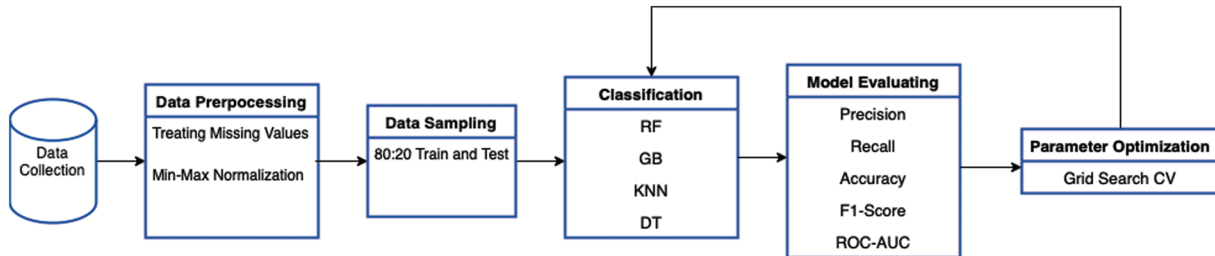 Data
Collection
Data Prerpocessing
Treating Missing Values
Min-Max Normalization
Data Sampling
80:20 Train and Test
Classification
RF
GB
KNN
DT
Model Evaluating
Precision
Recall
Accuracy
F1-Score
ROC-AUC
Parameter Optimization
Grid Search CV